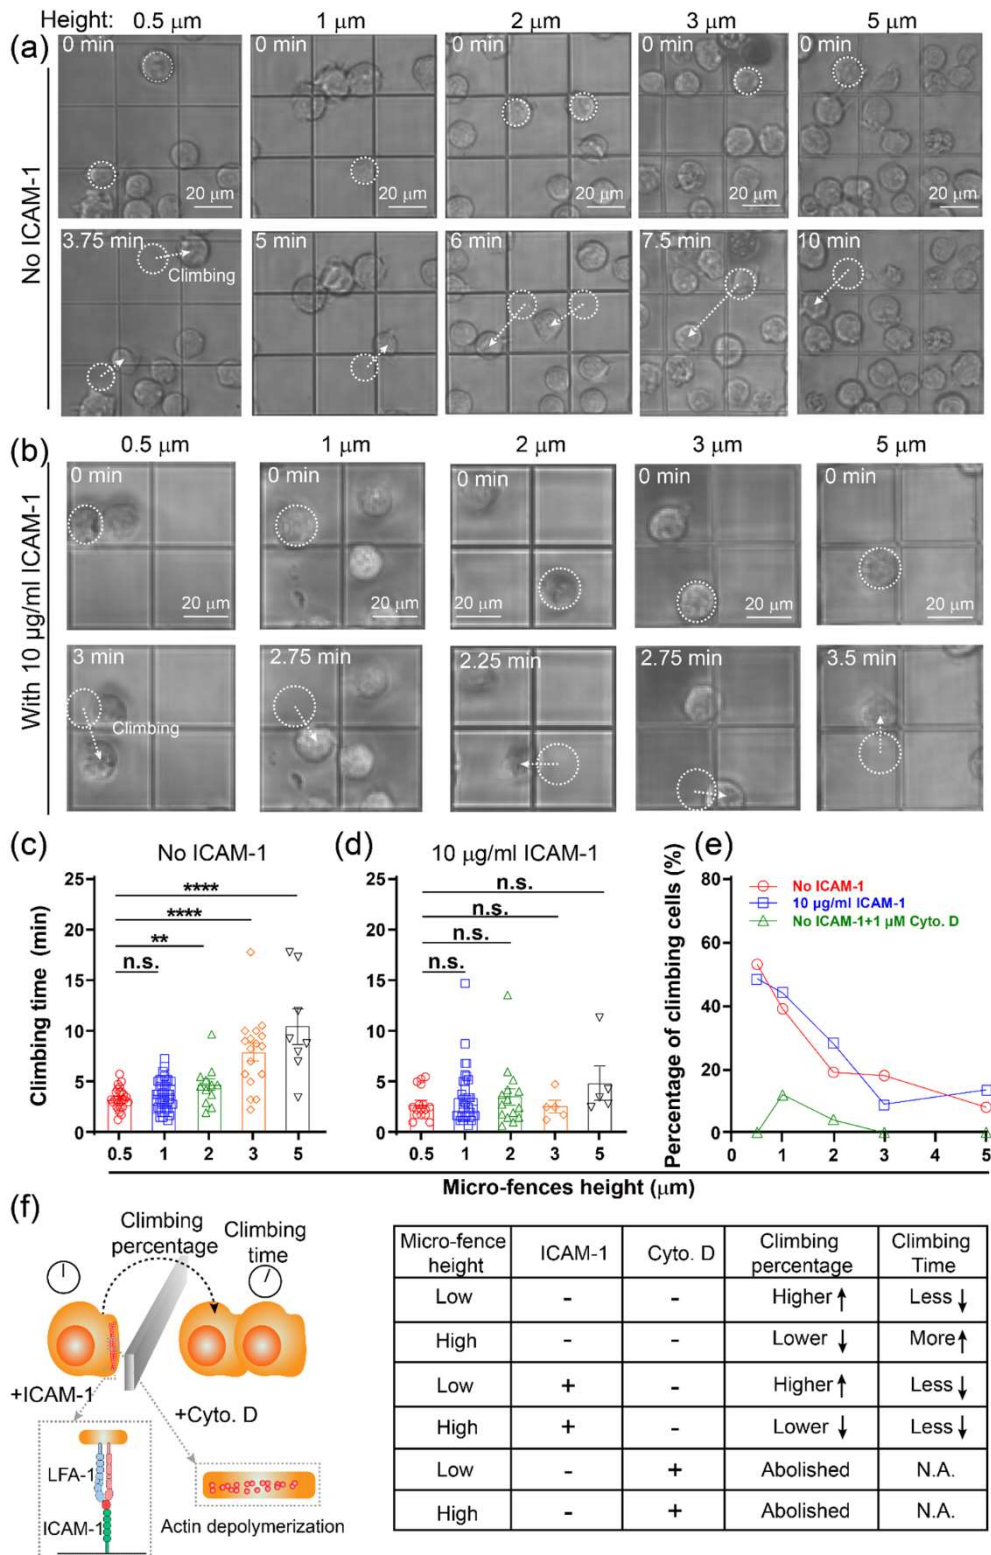 Height: 0.5 μm 1 μm 2 μm 3 μm 5 μm
(a)
No ICAM-1
0 min 0 min 0 min 0 min 0 min
20 μm 20 μm 20 μm 20 μm 20 μm
3.75 min 5 min 6 min 7.5 min 10 min
Climbing
(b)
0.5 μm 1 μm 2 μm 3 μm 5 μm
With 10 μg/ml ICAM-1
0 min 0 min 0 min 0 min 0 min
20 μm 20 μm 20 μm 20 μm 20 μm
3 min 2.75 min 2.25 min 2.75 min 3.5 min
Climbing
(c) No ICAM-1
Climbing time (min)
25
20
15
10
5
0
****
****
**
n.s.
0.5 1 2 3 5
(d) 10 μg/ml ICAM-1
25
20
15
10
5
0
n.s.
n.s.
n.s.
n.s.
0.5 1 2 3 5
(e)
Percentage of climbing cells (%)
80
60
40
20
0
No ICAM-1
10 μg/ml ICAM-1
No ICAM-1+1 μM Cyto. D
0 1 2 3 4 5
Micro-fences height (μm)
(f)
Climbing
percentage
Climbing
time
+ICAM-1
+Cyto. D
LFA-1
ICAM-1
Actin depolymerization
Micro-fence height ICAM-1 Cyto. D Climbing percentage Climbing Time
Low - - Higher↑ Less↓
High - - Lower ↓ More↑
Low + - Higher↑ Less↓
High + - Lower ↓ Less↓
Low - + Abolished N.A.
High - + Abolished N.A.